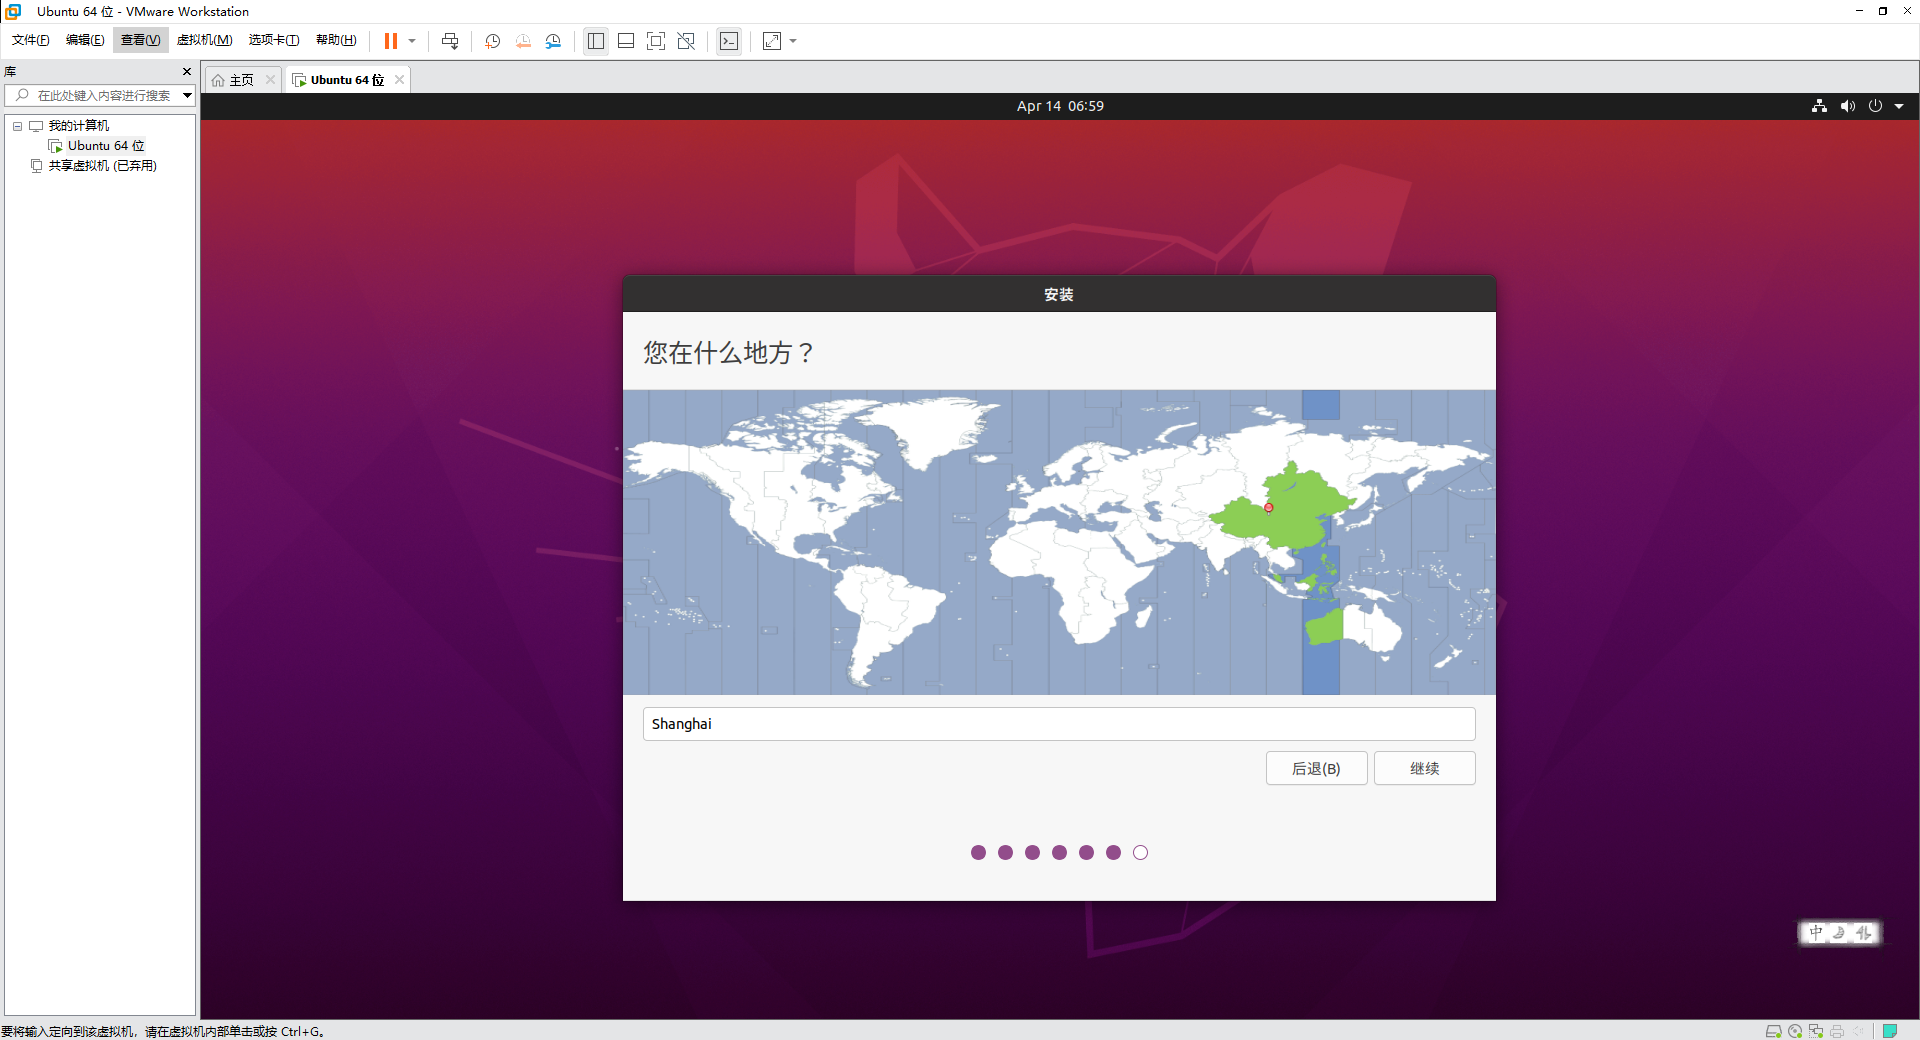 Ubuntu 64 位 - VMware Workstation
文件(F) 编辑(E) 查看(V) 虚拟机(M) 选项卡(T) 帮助(H)
库
在此处键入内容进行搜索
主页
Ubuntu 64 位
Apr 14 06:59
我的计算机
Ubuntu 64 位
共享虚拟机 (已弃用)
安装
您在什么地方？
Shanghai
后退(B)
继续
中
要将输入定向到该虚拟机，请在虚拟机内部单击或按 Ctrl+G。